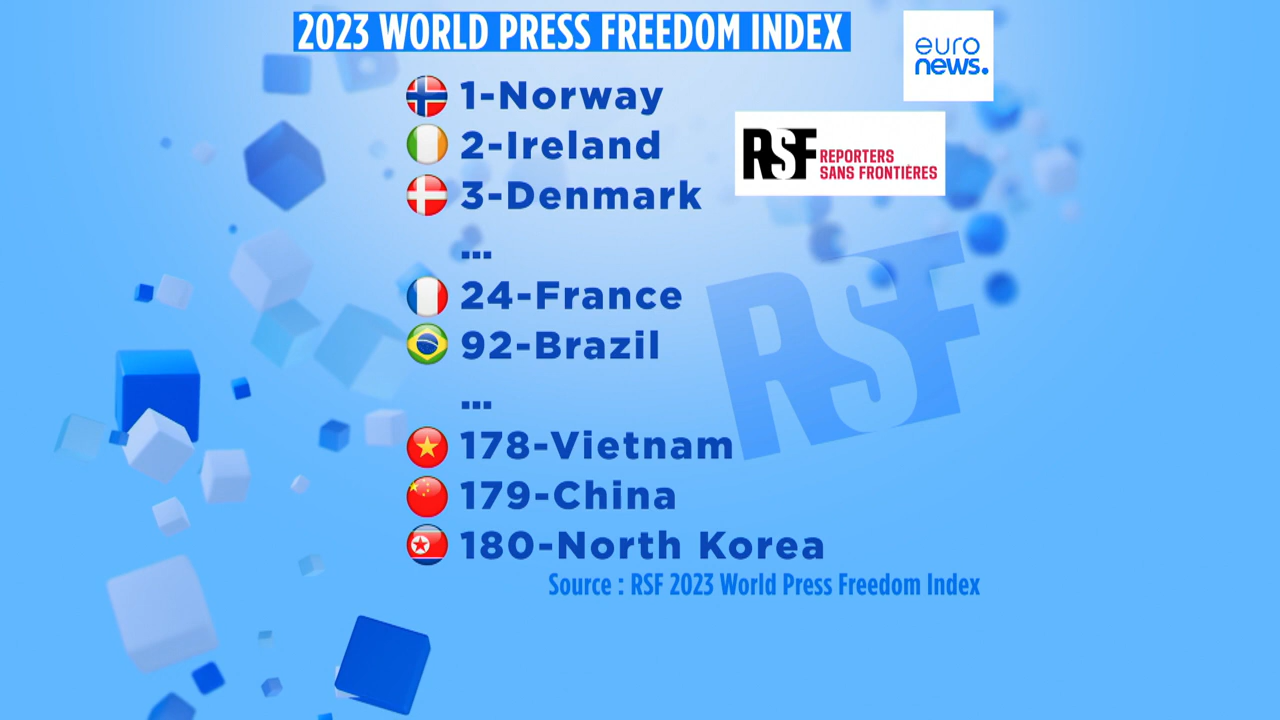 2023 WORLD PRESS FREEDOM INDEX
euro
news.
1-Norway
2-Ireland
3-Denmark
RSF REPORTERS
SANS FRONTIÈRES
...
24-France
92-Brazil
RSF
...
178-Vietnam
179-China
180-North Korea
Source : RSF 2023 World Press Freedom Index